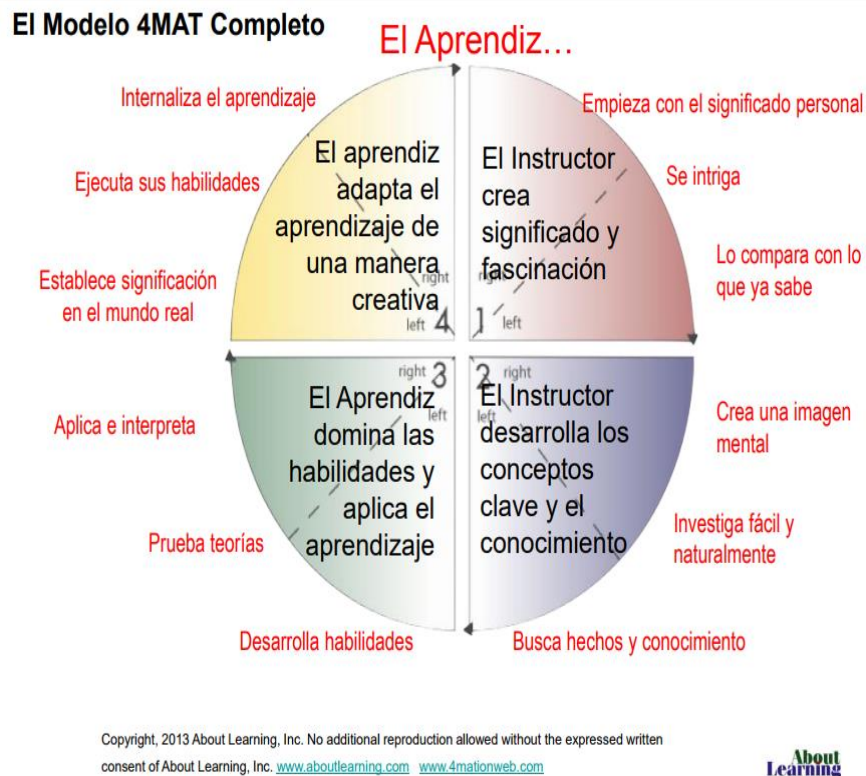 El Modelo 4MAT Completo
El Aprendiz…
Internaliza el aprendizaje
Ejecuta sus habilidades
Establece significación
en el mundo real
El aprendiz
adapta el
aprendizaje de
una manera
creativa
right
left 4
El Instructor
crea
significado y
fascinación
right
1 left
Empieza con el significado personal
Se intriga
Lo compara con lo
que ya sabe
Aplica e interpreta
Prueba teorías
Desarrolla habilidades
right 3
left
El Aprendiz
domina las
habilidades y
aplica el
aprendizaje
2 right
left
El Instructor
desarrolla los
conceptos
clave y el
conocimiento
Crea una imagen
mental
Investiga fácil y
naturalmente
Busca hechos y conocimiento
Copyright, 2013 About Learning, Inc. No additional reproduction allowed without the expressed written
consent of About Learning, Inc. www.aboutlearning.com www.4mationweb.com
About
Learning